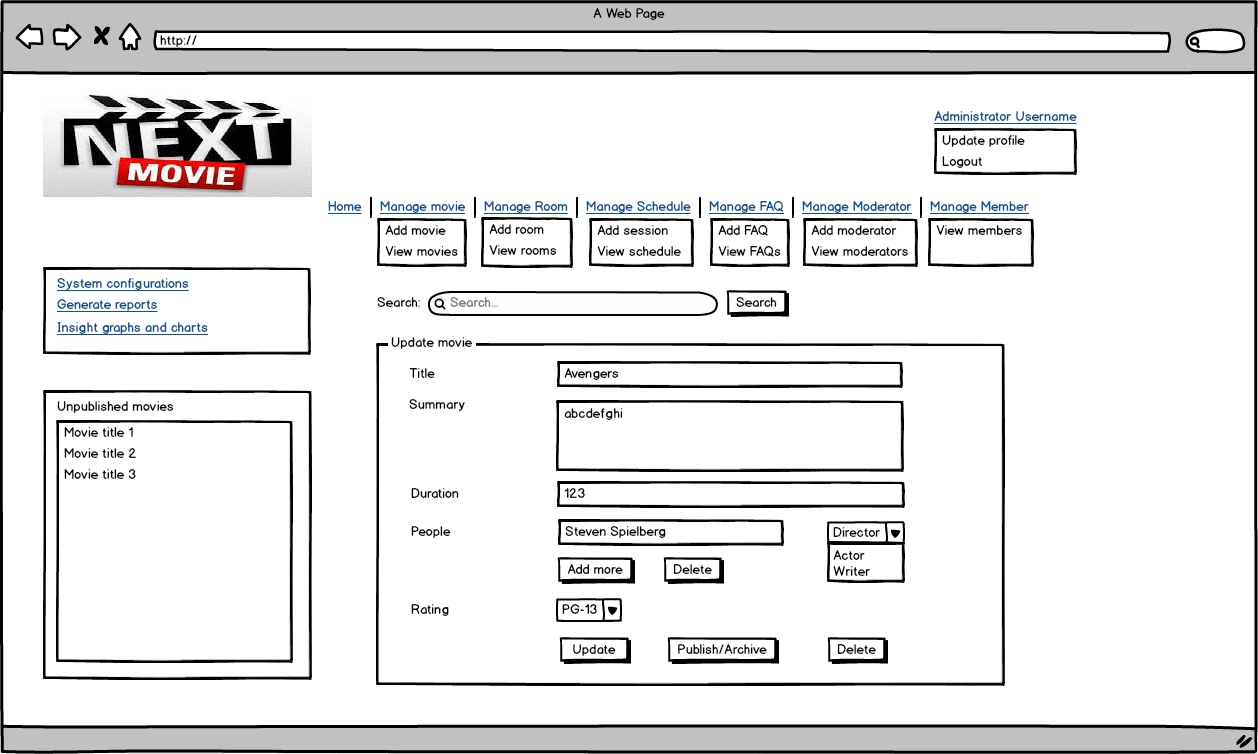 A Web Page
http://
NEXT
MOVIE
Administrator Username
Update profile
Logout
Home Manage movie Manage Room Manage Schedule Manage FAQ Manage Moderator Manage Member
Add movie Add room Add session Add FAQ Add moderator View members
View movies View rooms View schedule View FAQs View moderators
System configurations
Generate reports
Insight graphs and charts
Search: Search... Search
Unpublished movies
Movie title 1
Movie title 2
Movie title 3
Update movie
Title Avengers
Summary abcdefghi
Duration 123
People Steven Spielberg Director
Actor
Writer
Add more Delete
Rating PG-13
Update Publish/Archive Delete